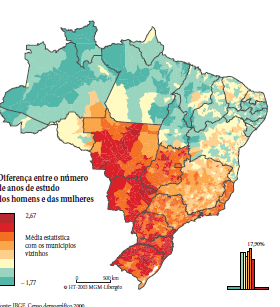 Diferença entre o número
de anos de estudo
dos homens e das mulheres
2,67
Média estatística
com os municípios
vizinhos
– 1,77
0 500 km
© HT-2003 MGM-Libergéo
17,90%
Fonte: IBGE, Censo demográfico 2000